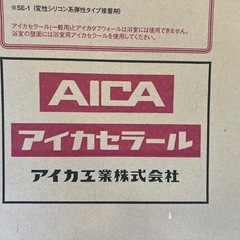 ※SE-1（変性シリコン系弾性タイプ接着剤）
アイカセラール(一般用)とアイカタフウォールは浴室には使用できません。
浴室の壁面には浴室用アイカセラールを使用してください。
AICA
アイカセラール
アイカ工業株式会社